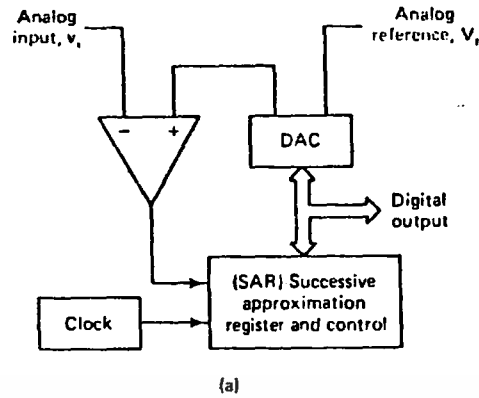 Analog
input, vᵢ
Analog
reference, Vᵣ
− +
DAC
Digital
output
(SAR) Successive
approximation
register and control
Clock
(a)